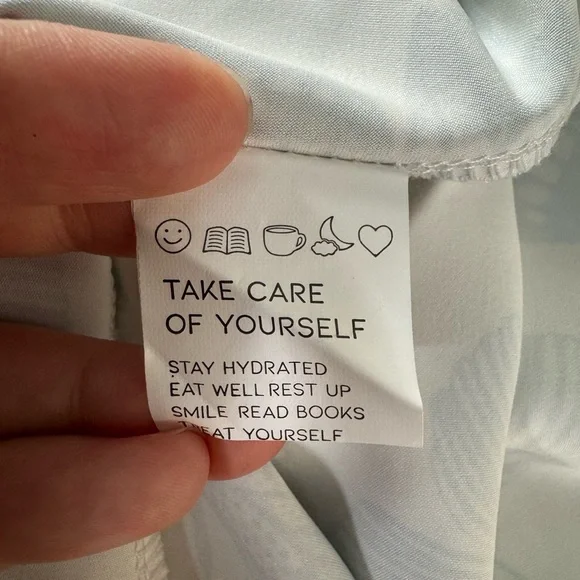 TAKE CARE
OF YOURSELF
STAY HYDRATED
EAT WELL REST UP
SMILE READ BOOKS
TREAT YOURSELF